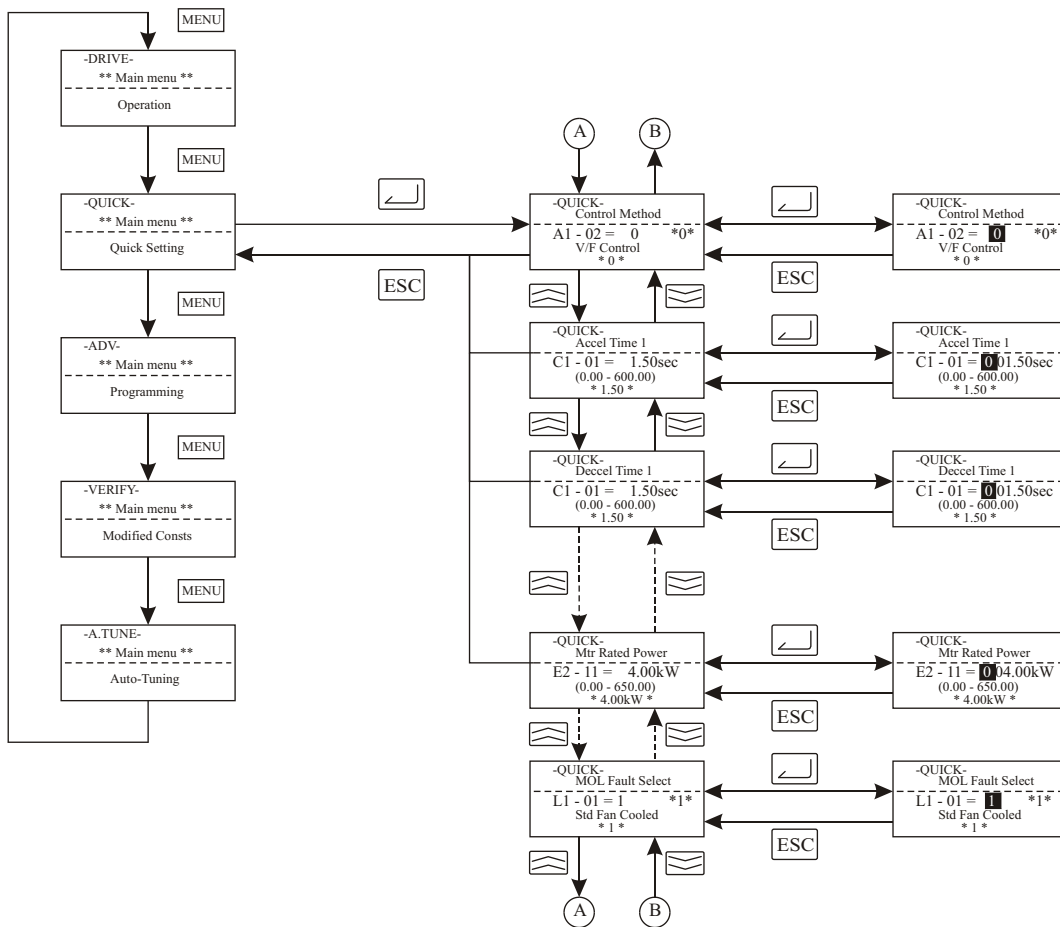 MENU
-DRIVE-
** Main menu **
Operation
MENU
-QUICK-
** Main menu **
Quick Setting
MENU
-ADV-
** Main menu **
Programming
MENU
-VERIFY-
** Main menu **
Modified Consts
MENU
-A.TUNE-
** Main menu **
Auto-Tuning
ESC
A
B
-QUICK-
Control Method
A1 - 02 = 0 *0*
V/F Control
* 0 *
ESC
-QUICK-
Control Method
A1 - 02 = 0 *0*
V/F Control
* 0 *
-QUICK-
Accel Time 1
C1 - 01 = 1.50sec
(0.00 - 600.00)
* 1.50 *
ESC
-QUICK-
Accel Time 1
C1 - 01 = 001.50sec
(0.00 - 600.00)
* 1.50 *
-QUICK-
Deccel Time 1
C1 - 01 = 1.50sec
(0.00 - 600.00)
* 1.50 *
ESC
-QUICK-
Deccel Time 1
C1 - 01 = 001.50sec
(0.00 - 600.00)
* 1.50 *
-QUICK-
Mtr Rated Power
E2 - 11 = 4.00kW
(0.00 - 650.00)
* 4.00kW *
ESC
-QUICK-
Mtr Rated Power
E2 - 11 = 004.00kW
(0.00 - 650.00)
* 4.00kW *
-QUICK-
MOL Fault Select
L1 - 01 = 1 *1*
Std Fan Cooled
* 1 *
ESC
-QUICK-
MOL Fault Select
L1 - 01 = 1 *1*
Std Fan Cooled
* 1 *
A
B